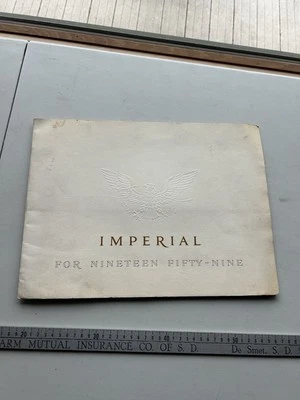 IMPERIAL
FOR NINETEEN FIFTY-NINE
ARM MUTUAL INSURANCE CO. OF S. D. De Smet, S. D.